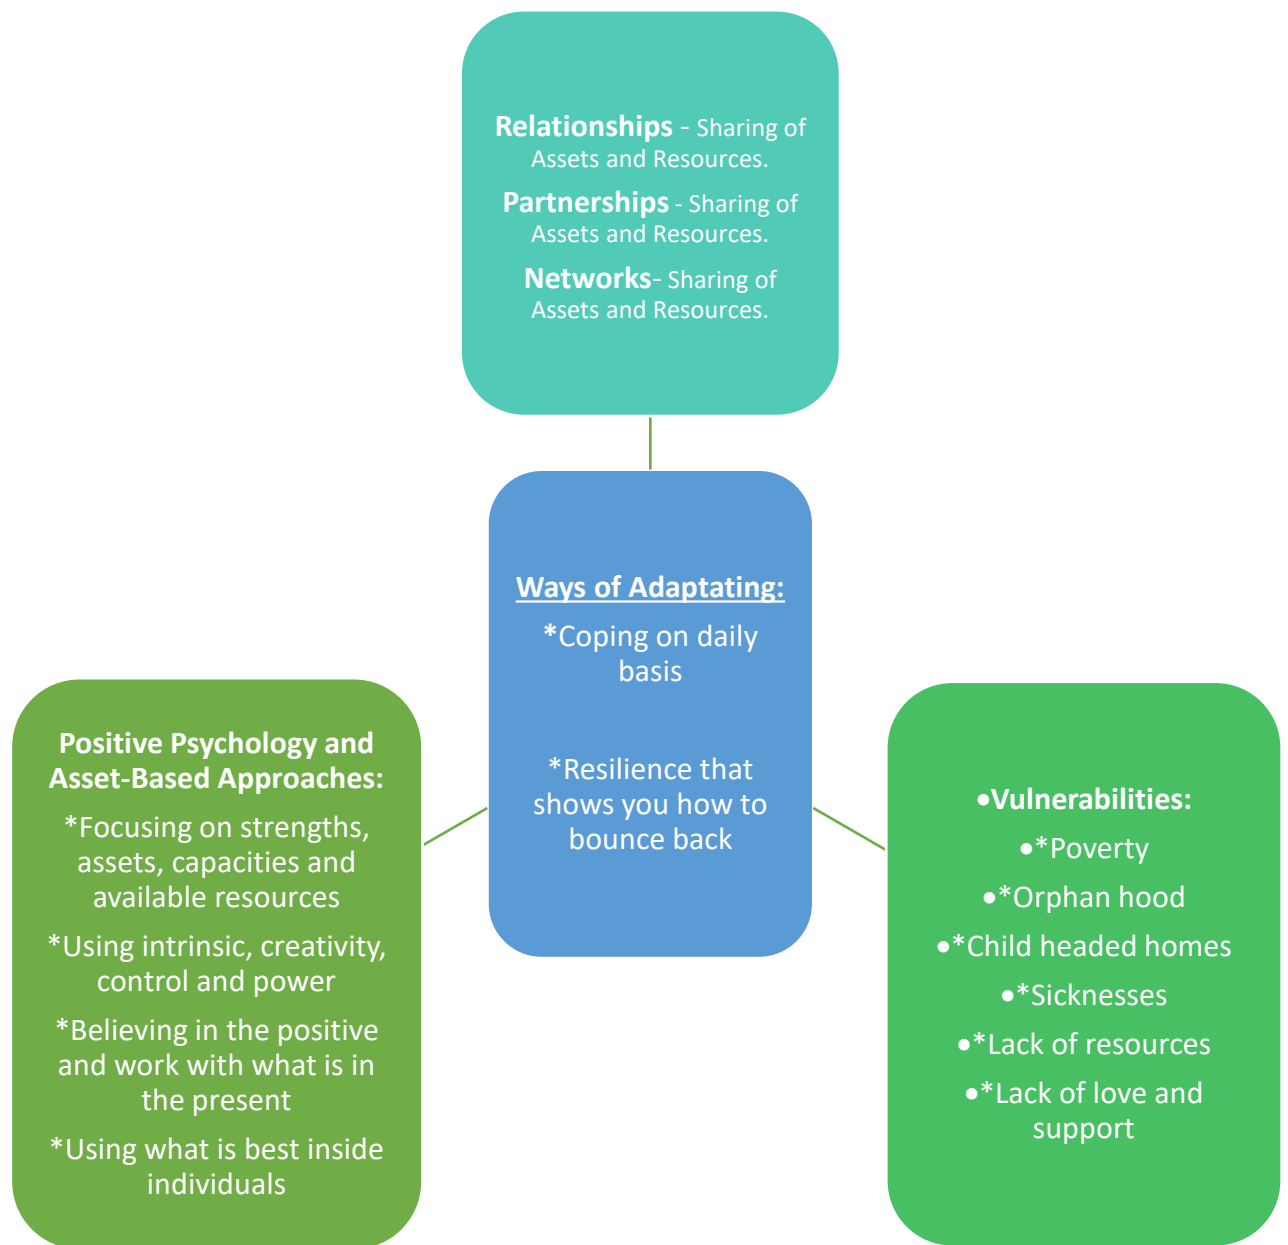 Relationships - Sharing of
Assets and Resources.
Partnerships - Sharing of
Assets and Resources.
Networks- Sharing of
Assets and Resources.
Ways of Adaptating:
*Coping on daily
basis
*Resilience that
shows you how to
bounce back
Positive Psychology and
Asset-Based Approaches:
*Focusing on strengths,
assets, capacities and
available resources
*Using intrinsic, creativity,
control and power
*Believing in the positive
and work with what is in
the present
*Using what is best inside
individuals
•Vulnerabilities:
•*Poverty
•*Orphan hood
•*Child headed homes
•*Sicknesses
•*Lack of resources
•*Lack of love and
support